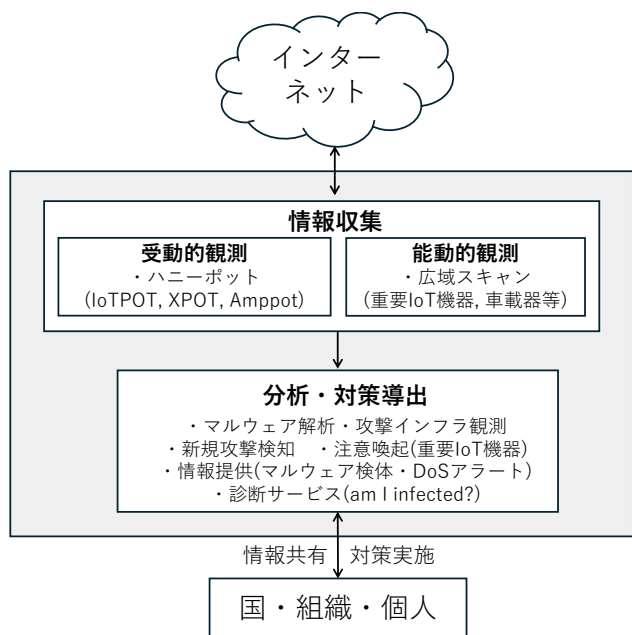 インター
ネット
情報収集
受動的観測
・ハニーポット
(IoTPOT, XPOT, Amppot)
能動的観測
・広域スキャン
(重要IoT機器, 車載器等)
分析・対策導出
・マルウェア解析・攻撃インフラ観測
・新規攻撃検知　・注意喚起(重要IoT機器)
・情報提供(マルウェア検体・DoSアラート)
・診断サービス(am I infected?)
情報共有　対策実施
国・組織・個人